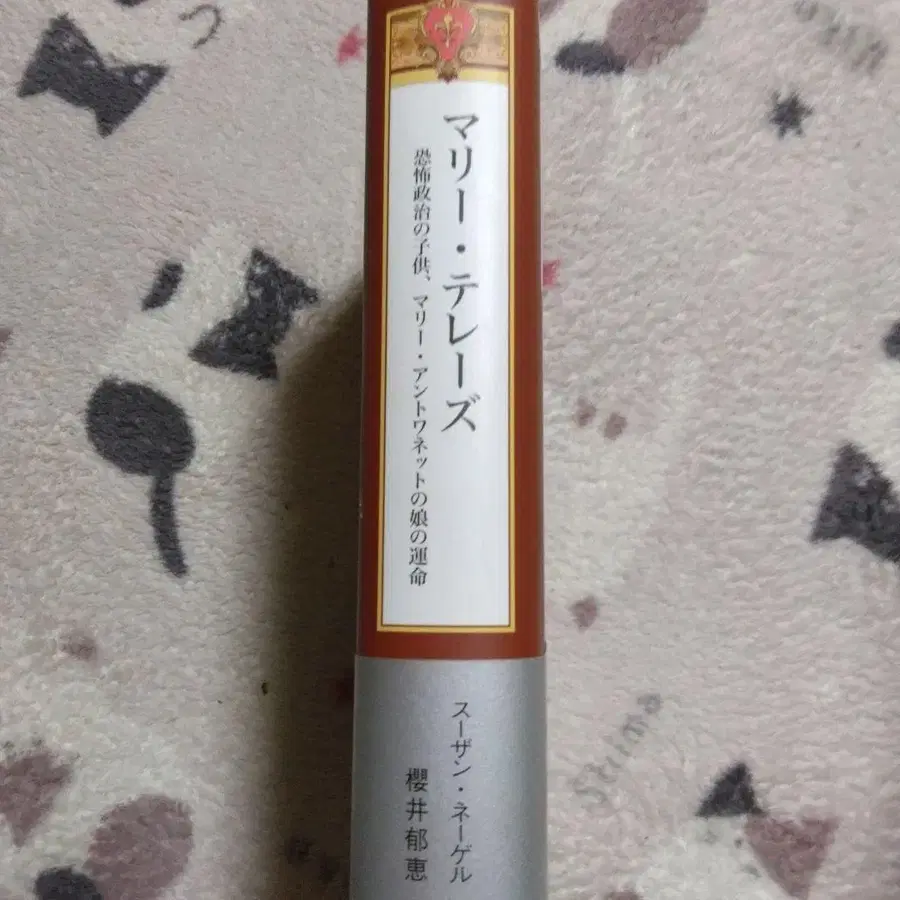 マリー・テレーズ
恐怖政治の子供、マリー・アントワネットの娘の運命
スーザン・ネーゲル
櫻井郁恵
Shima